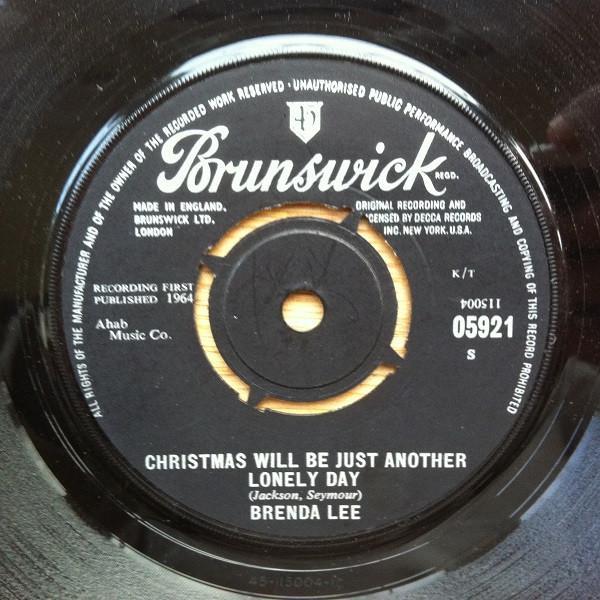 ALL RIGHTS OF THE MANUFACTURER AND OF THE OWNER OF THE RECORDED WORK RESERVED · UNAUTHORISED PUBLIC PERFORMANCE BROADCASTING AND COPYING OF THIS RECORD PROHIBITED
45
Brunswick REGD.
MADE IN ENGLAND.
BRUNSWICK LTD.
LONDON
ORIGINAL RECORDING AND
LICENSED BY DECCA RECORDS
INC. NEW YORK. U.S.A.
RECORDING FIRST
PUBLISHED 1964
Ahab
Music Co.
K/T
115004
05921
S
CHRISTMAS WILL BE JUST ANOTHER
LONELY DAY
(Jackson, Seymour)
BRENDA LEE